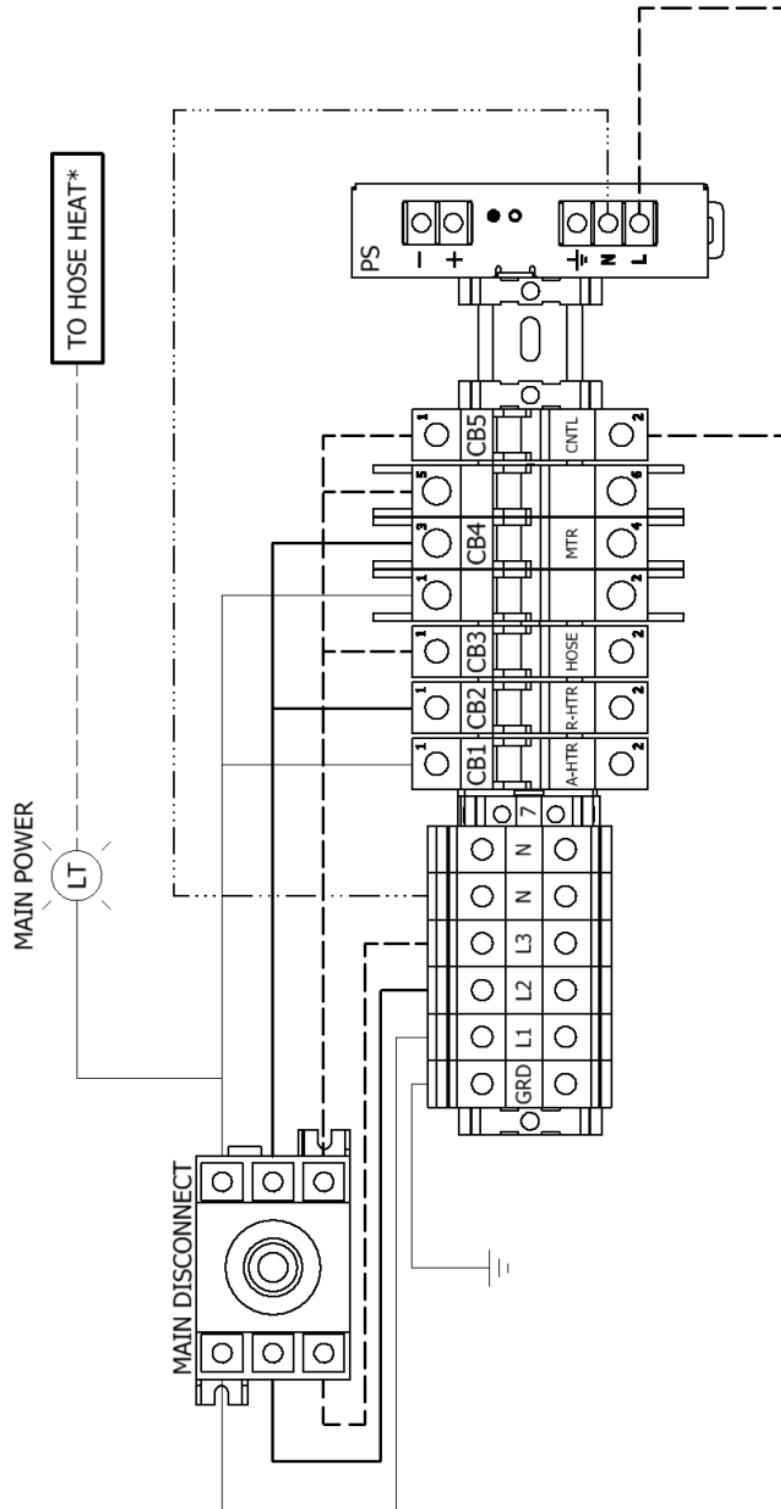 TO HOSE HEAT*
MAIN POWER
LT
PS
- +
N L
1 CB5 CNTL 2
5 6
3 CB4 MTR 4
1 2
1 CB3 HOSE 2
1 CB2 R-HTR 2
1 CB1 A-HTR 2
7
N
N
L3
L2
L1
GRD
MAIN DISCONNECT